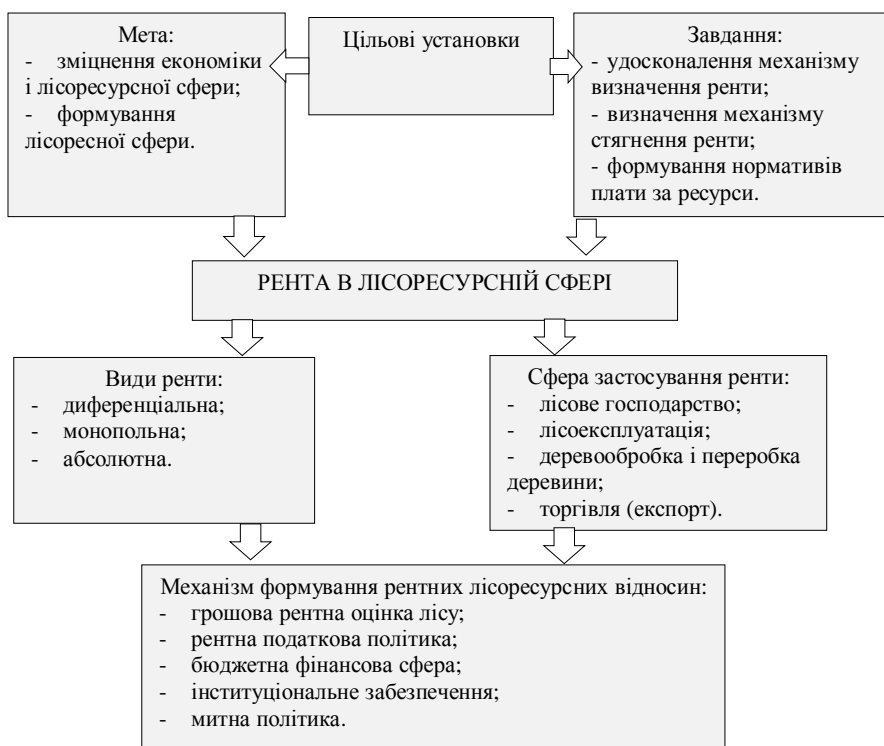 Мета:
- зміцнення економіки
і лісоресурсної сфери;
- формування
лісоресної сфери.
Цільові установки
Завдання:
- удосконалення механізму
визначення ренти;
- визначення механізму
стягнення ренти;
- формування нормативів
плати за ресурси.
РЕНТА В ЛІСОРЕСУРСНІЙ СФЕРІ
Види ренти:
- диференціальна;
- монопольна;
- абсолютна.
Сфера застосування ренти:
- лісове господарство;
- лісоексплуатація;
- деревообробка і переробка
деревини;
- торгівля (експорт).
Механізм формування рентних лісоресурсних відносин:
- грошова рентна оцінка лісу;
- рентна податкова політика;
- бюджетна фінансова сфера;
- інституціональне забезпечення;
- митна політика.